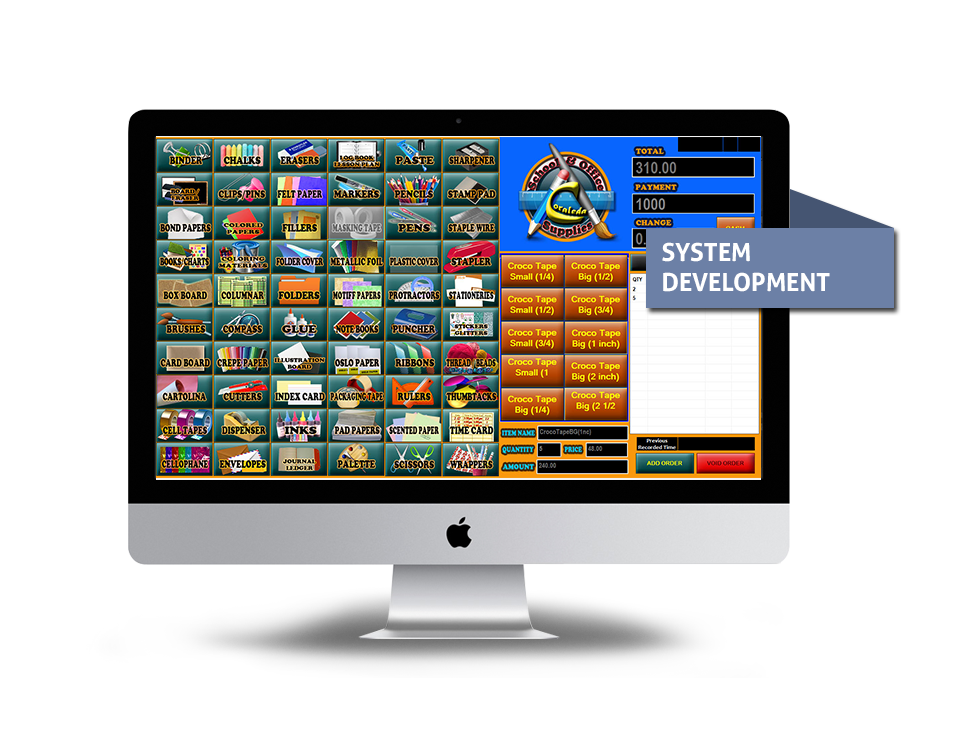 BINDER
CHALKS
ERASERS
LOG BOOK
LESSON PLAN
PASTE
SHARPENER
BOARD
ERASER
CLIPS/PINS
FELT PAPER
MARKERS
PENCILS
STAMP PAD
BOND PAPERS
COLORED
PAPERS
FILLERS
MASKING TAPE
PENS
STAPLE WIRE
BOOKS/CHARTS
COLORING
MATERIALS
FOLDER COVER
METALLIC FOIL
PLASTIC COVER
STAPLER
BOX BOARD
COLUMNAR
FOLDERS
MOTIFF PAPERS
PROTRACTORS
STATIONERIES
BRUSHES
COMPASS
GLUE
NOTE BOOKS
PUNCHER
STICKERS
GLITTERS
CARD BOARD
CREPE PAPER
ILLUSTRATION
BOARD
OSLO PAPER
RIBBONS
THREAD/BEADS
CARTOLINA
CUTTERS
INDEX CARD
PACKAGING TAPE
RULERS
THUMBTACKS
CELL TAPES
DISPENSER
INKS
PAD PAPERS
SCENTED PAPER
TIME CARD
CELLOPHANE
ENVELOPES
JOURNAL
LEDGER
PALETTE
SCISSORS
WRAPPERS
School & Office
Supplies
TOTAL
310.00
PAYMENT
1000
CHANGE
0.
SYSTEM
DEVELOPMENT
Croco Tape
Small (1/4)
Croco Tape
Big (1/2)
Croco Tape
Small (1/2)
Croco Tape
Big (3/4)
Croco Tape
Small (3/4)
Croco Tape
Big (1 inch)
Croco Tape
Small (1
Croco Tape
Big (2 inch)
Croco Tape
Big (1/4)
Croco Tape
Big (2 1/2
QTY
2
5
ITEM NAME
CrocoTapeBG(1nc)
QUANTITY
5
PRICE
48.00
AMOUNT
240.00
Previous
Recorded Time
ADD ORDER
VOID ORDER